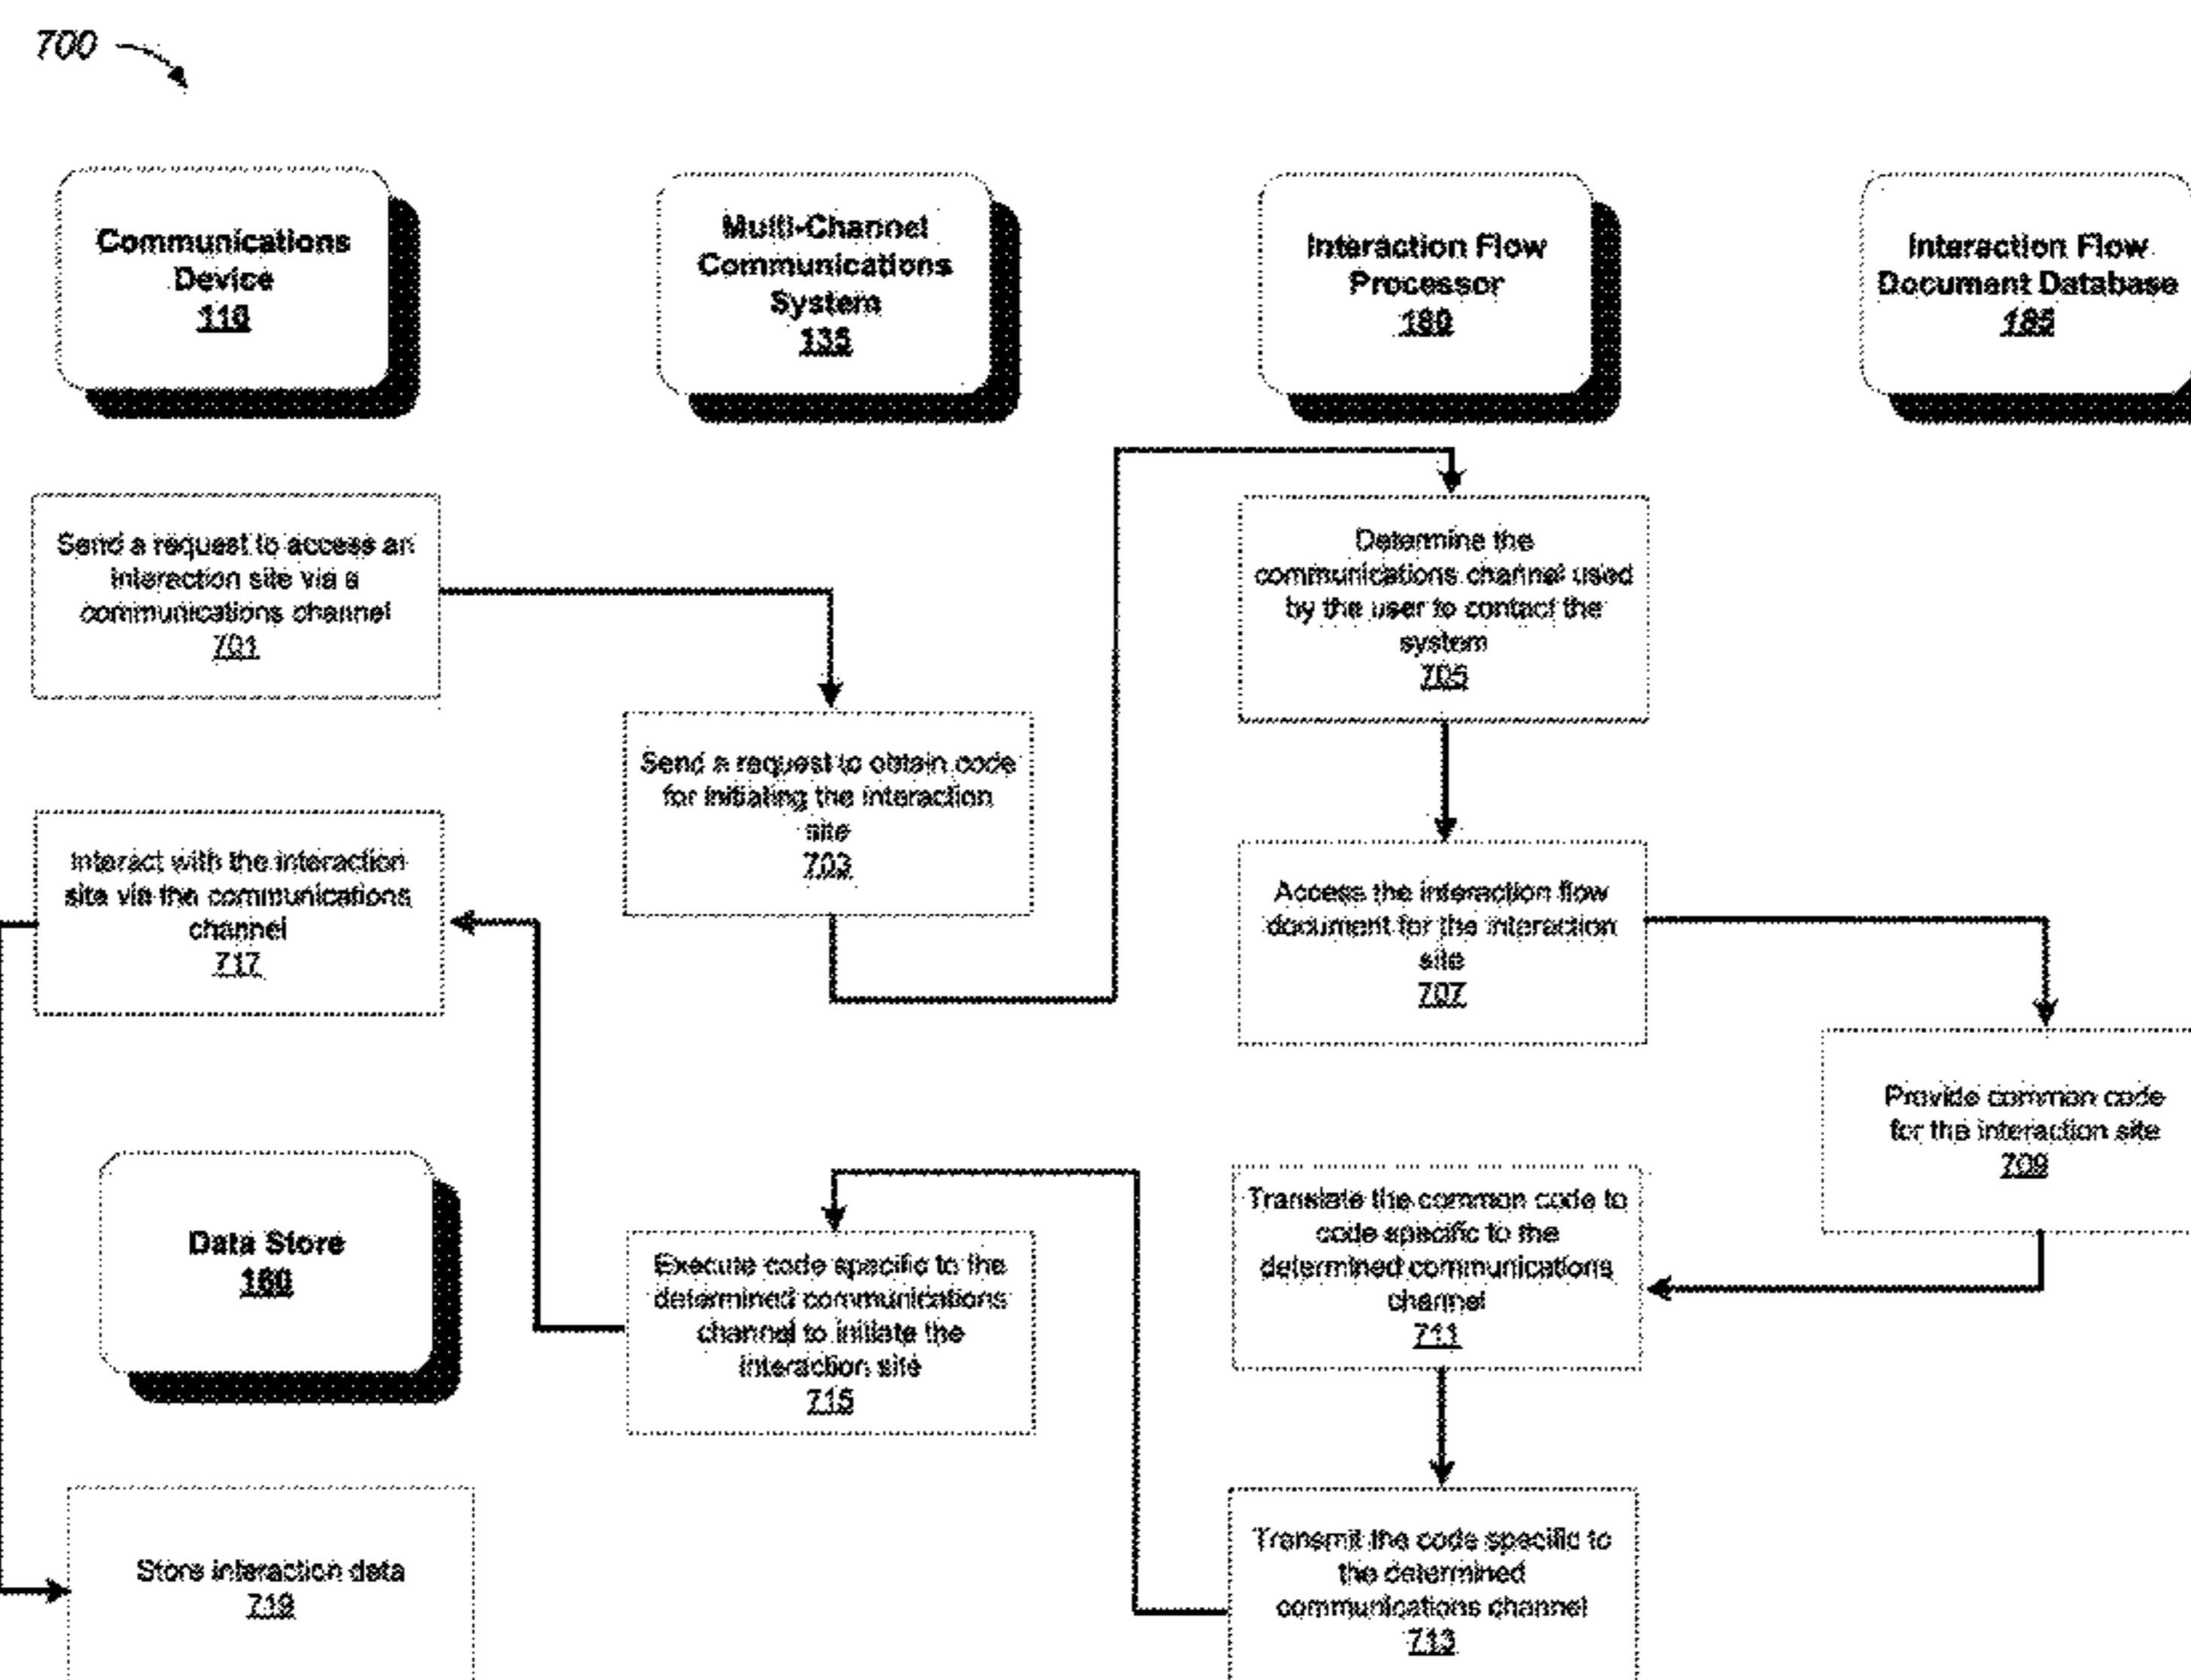 700
Communications
Device
110
Multi-Channel
Communications
System
135
Interaction Flow
Processor
180
Interaction Flow
Document Database
185
Send a request to access an
interaction site via a
communications channel
701
Send a request to obtain code
for initiating the interaction
site
703
Determine the
communications channel used
by the user to contact the
system
705
Interact with the interaction
site via the communications
channel
717
Access the interaction flow
document for the interaction
site
707
Provide common code
for the interaction site
709
Data Store
160
Execute code specific to the
determined communications
channel to initiate the
interaction site
715
Translate the common code to
code specific to the
determined communications
channel
711
Store interaction data
719
Transmit the code specific to
the determined
communications channel
713